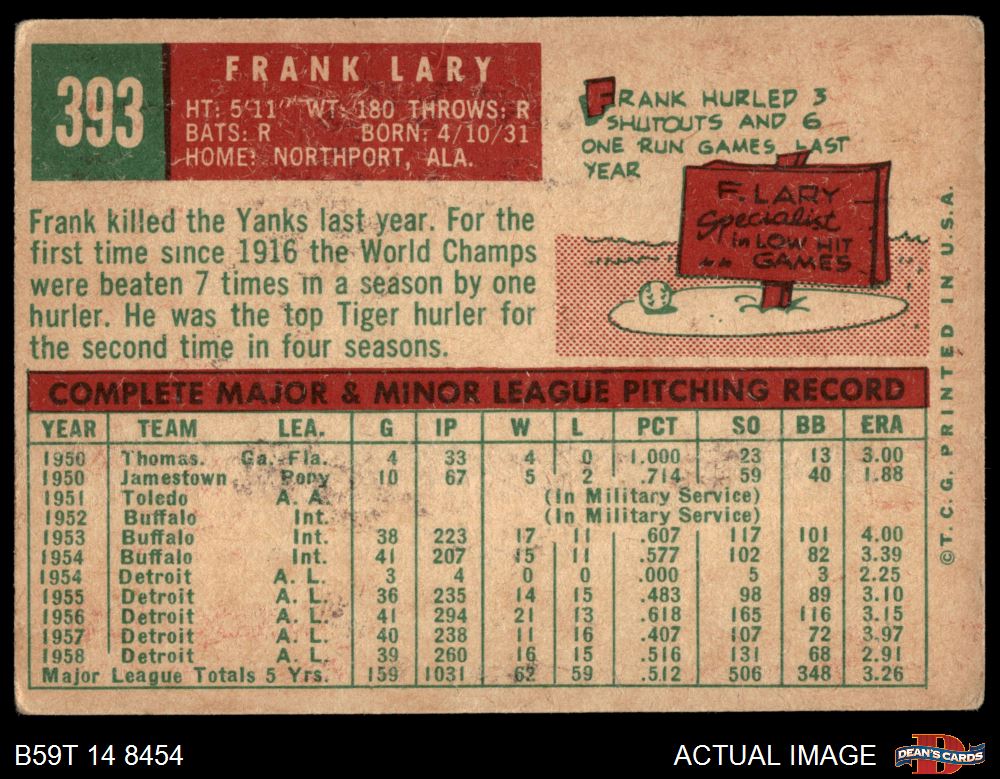 393
FRANK LARY
HT: 5'11" WT: 180 THROWS: R
BATS: R BORN: 4/10/31
HOME: NORTHPORT, ALA.
FRANK HURLED 3
SHUTOUTS AND 6
ONE RUN GAMES LAST
YEAR
F. LARY
Specialist
in LOW HIT
GAMES
Frank killed the Yanks last year. For the
first time since 1916 the World Champs
were beaten 7 times in a season by one
hurler. He was the top Tiger hurler for
the second time in four seasons.
COMPLETE MAJOR & MINOR LEAGUE PITCHING RECORD
YEAR TEAM LEA. G IP W L PCT SO BB ERA
1950 Thomas. Ga.-Fla. 4 33 4 0 1.000 23 13 3.00
1950 Jamestown Pony 10 67 5 2 .714 59 40 1.88
1951 Toledo A. A. (In Military Service)
1952 Buffalo Int. (In Military Service)
1953 Buffalo Int. 38 223 17 11 .607 117 101 4.00
1954 Buffalo Int. 41 207 15 11 .577 102 82 3.39
1954 Detroit A. L. 3 4 0 0 .000 5 3 2.25
1955 Detroit A. L. 36 235 14 15 .483 98 89 3.10
1956 Detroit A. L. 41 294 21 13 .618 165 116 3.15
1957 Detroit A. L. 40 238 11 16 .407 107 72 3.97
1958 Detroit A. L. 39 260 16 15 .516 131 68 2.91
Major League Totals 5 Yrs. 159 1031 62 59 .512 506 348 3.26
©T.C.G. PRINTED IN U.S.A.
B59T 14 8454
ACTUAL IMAGE
DEAN'S CARDS